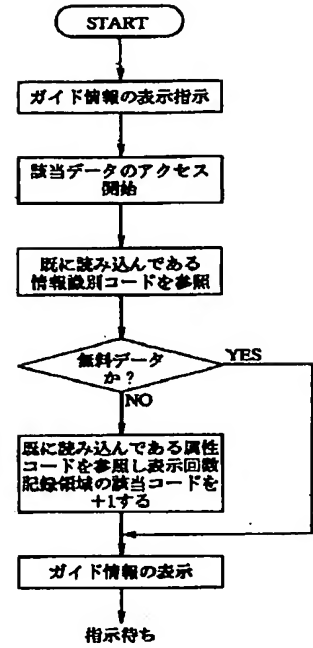 START
ガイド情報の表示指示
該当データのアクセス
開始
既に読み込んである
情報識別コードを参照
無料データ
か？
YES
NO
既に読み込んである属性
コードを参照し表示回数
記録領域の該当コードを
+1する
ガイド情報の表示
指示待ち